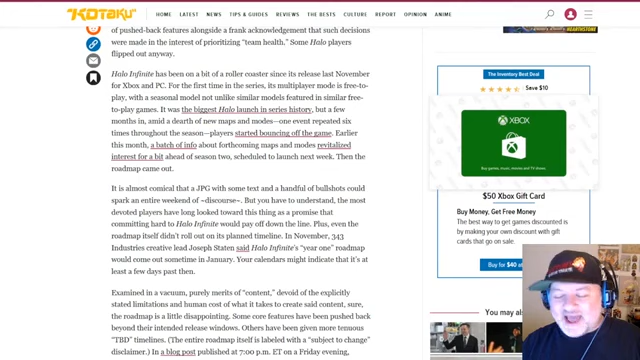 KOTAKU
HOME
LATEST
NEWS
TIPS & GUIDES
REVIEWS
THE BESTS
CULTURE
OPINION
ANIME
of pushed-back features alongside a frank acknowledgement that such decisions
were made in the interest of prioritizing "team health." Some Halo players
flipped out anyway.
Halo Infinite has been on a bit of a roller coaster since its release last November
for Xbox and PC. For the first time in the series, its multiplayer mode is free-to-
play, with a seasonal model not unlike similar models featured in similar free-
to-play games. It was the biggest Halo launch in series history, but a few
months in, amid a dearth of new maps and modes—one event repeated six
times throughout the season—players started bouncing off the game. Earlier
this month, a batch of info about forthcoming maps and modes revitalized
interest for a bit ahead of season two, scheduled to launch next week. Then the
roadmap came out.
It is almost comical that a JPG with some text and a handful of bullshots could
spark an entire weekend of ~discourse~. But you have to understand, the most
devoted players have long looked toward this thing as a promise that
committing hard to Halo Infinite would pay off down the line. Plus, even the
roadmap itself didn't roll out on its planned timeline. In November, 343
Industries creative lead Joseph Staten said Halo Infinite's "year one" roadmap
would come out sometime in January. Your calendars might indicate that it's at
least a few days past then.
Examined in a vacuum, purely merits of "content," devoid of the explicitly
stated limitations and human cost of what it takes to create said content, sure,
the roadmap is a little disappointing. Some core features have been pushed
back beyond their intended release windows. Others have been given more tenuous
"TBD" timelines. (The entire roadmap itself is labeled with a "subject to change"
disclaimer.) In a blog post published at 7:00 p.m. ET on a Friday evening,
HEARTHSTONE
The Inventory Best Deal
Save $10
XBOX
Buy games, music, movies and TV shows.
$50 Xbox Gift Card
Buy Money, Get Free Money
The best way to get games discounted is
by making your own discount with gift
cards that go on sale.
Buy for $40 at
You may also